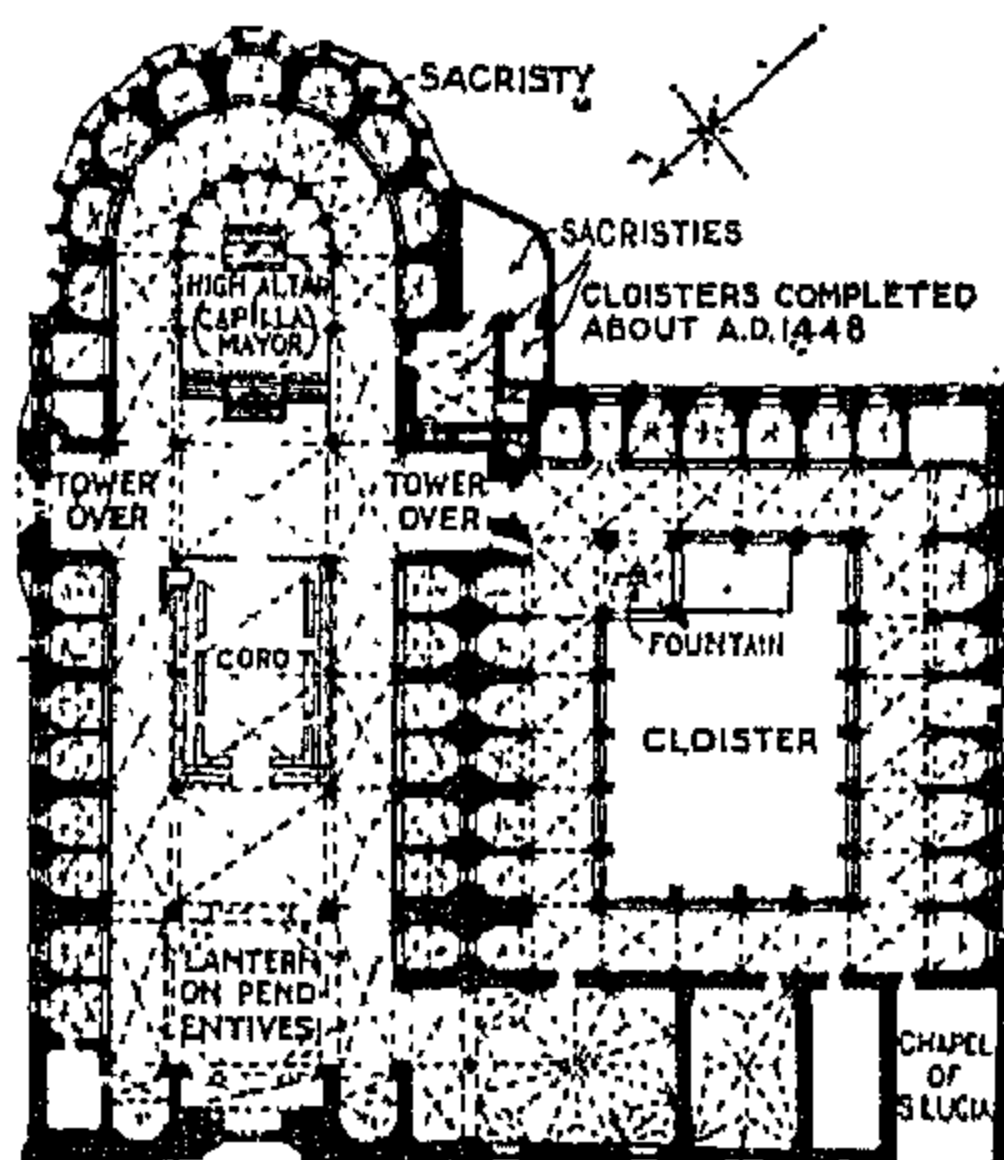 SACRISTY
SACRISTIES
CLOISTERS COMPLETED
ABOUT A.D. 1448
HIGH ALTAR
(CAPILLA
MAYOR)
TOWER
OVER
TOWER
OVER
CORO
FOUNTAIN
CLOISTER
LANTERN
ON PEND
ENTIVES
CHAPEL
OF
S. LUCIA